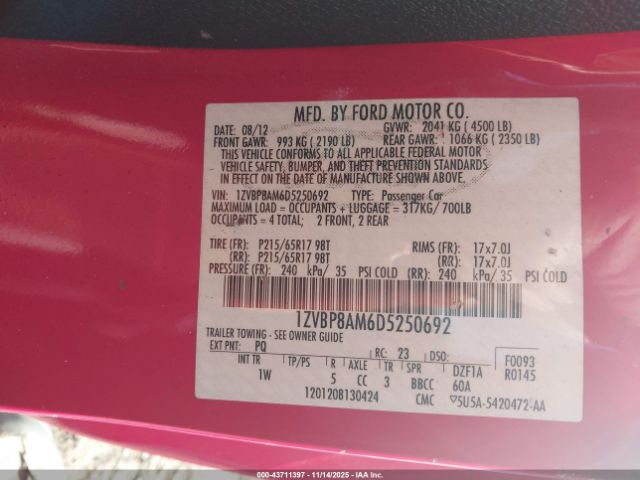 MFD. BY FORD MOTOR CO.
DATE: 08/12 GVWR: 2041 KG ( 4500 LB)
FRONT GAWR: 993 KG ( 2190 LB) REAR GAWR: 1066 KG ( 2350 LB)
THIS VEHICLE CONFORMS TO ALL APPLICABLE FEDERAL MOTOR
VEHICLE SAFETY, BUMPER, AND THEFT PREVENTION STANDARDS
IN EFFECT ON THE DATE OF MANUFACTURE SHOWN ABOVE.
VIN: 1ZVBP8AM6D5250692 TYPE: Passenger Car
MAXIMUM LOAD = OCCUPANTS + LUGGAGE = 317KG/ 700LB
OCCUPANTS = 4 TOTAL; 2 FRONT, 2 REAR
TIRE (FR): P215/65R17 98T RIMS (FR): 17x7.0J
(RR): P215/65R17 98T (RR): 17x7.0J
PRESSURE (FR): 240 kPa/ 35 PSI COLD (RR): 240 kPa/ 35 PSI COLD
1ZVBP8AM6D5250692
TRAILER TOWING - SEE OWNER GUIDE
EXT PNT: PQ RC: 23 DSO: F0093
INT TR TP/PS R AXLE TR SPR DZF1A R0145
1W 5 CC 3 BBCC 60A
1201208130424 CMC ▽5U5A-5420472-AA
000-43711397 - 11/14/2025 - IAAI.COM